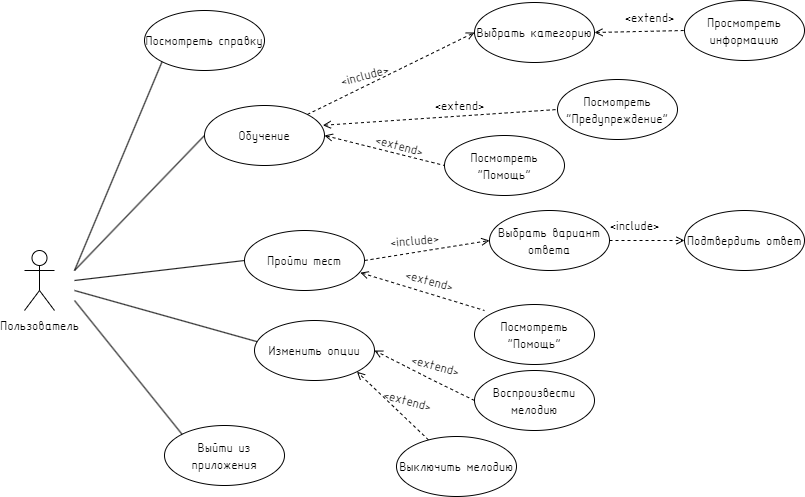 <extend>
Просмотреть
информацию
Посмотреть справку
Выбрать категорию
<include>
Посмотреть
"Предупреждение"
<extend>
Обучение
<extend>
Посмотреть
"Помощь"
Выбрать вариант
ответа
<include>
Подтвердить ответ
<include>
Пройти тест
<extend>
Пользователь
Посмотреть
"Помощь"
Изменить опции
<extend>
Воспроизвести
мелодию
<extend>
Выйти из
приложения
Выключить мелодию